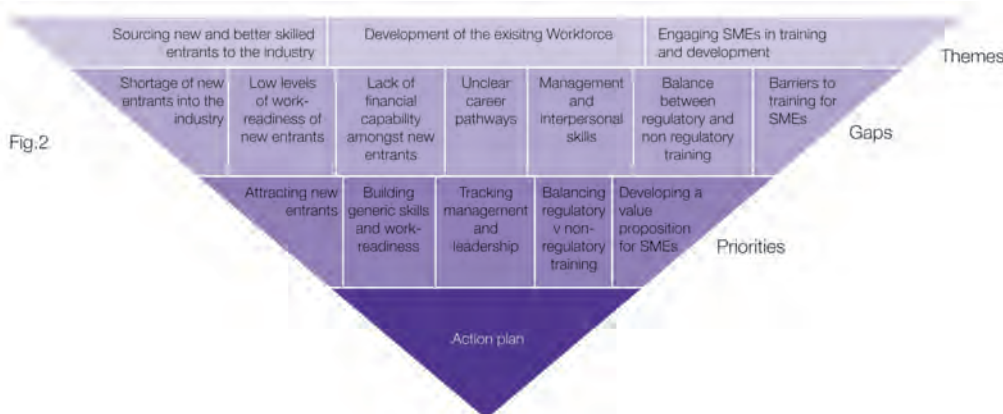 Sourcing new and better skilled
entrants to the industry
Development of the exisitng Workforce
Engaging SMEs in training
and development
Themes
Shortage of new
entrants into the
industry
Low levels
of work-
readiness of
new entrants
Lack of
financial
capability
amongst new
entrants
Unclear
career
pathways
Management
and
interpersonal
skills
Balance
between
regulatory and
non regulatory
training
Barriers to
training for
SMEs
Gaps
Fig.2
Attracting new
entrants
Building
generic skills
and work-
readiness
Tracking
management
and
leadership
Balancing
regulatory
v non-
regulatory
training
Developing a
value
proposition
for SMEs
Priorities
Action plan